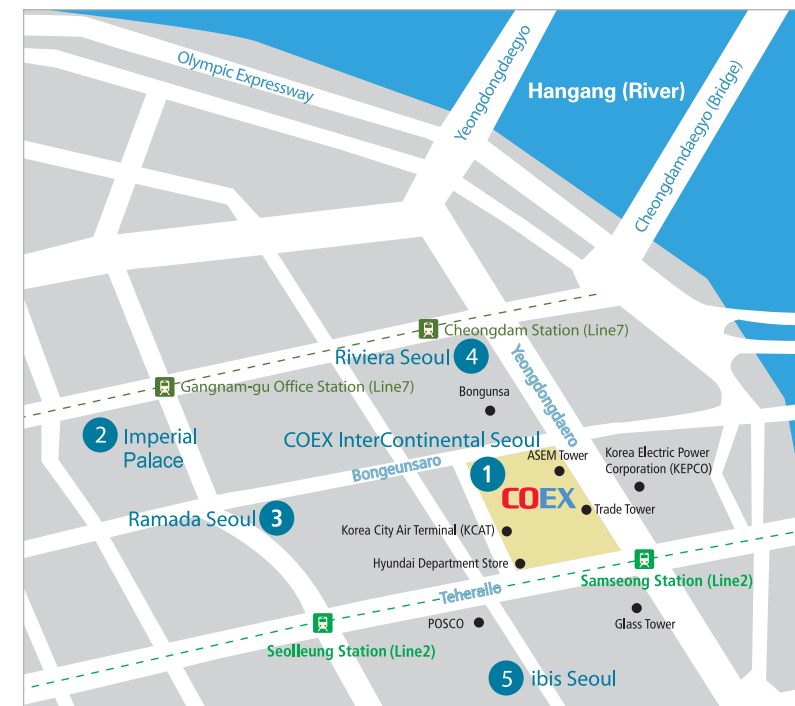 Olympic Expressway
Yeongdongdaegyo
Hangang (River)
Cheongdamdaegyo (Bridge)
Cheongdam Station (Line7)
Riviera Seoul 4
Yeongdongdaero
Gangnam-gu Office Station (Line7)
Bongunsa
2 Imperial
Palace
COEX InterContinental Seoul
1
ASEM Tower
Korea Electric Power
Corporation (KEPCO)
Bongeunsaro
COEX
Trade Tower
Ramada Seoul 3
Korea City Air Terminal (KCAT)
Hyundai Department Store
Samseong Station (Line2)
Teherallo
POSCO
Glass Tower
Seolleung Station (Line2)
5 ibis Seoul